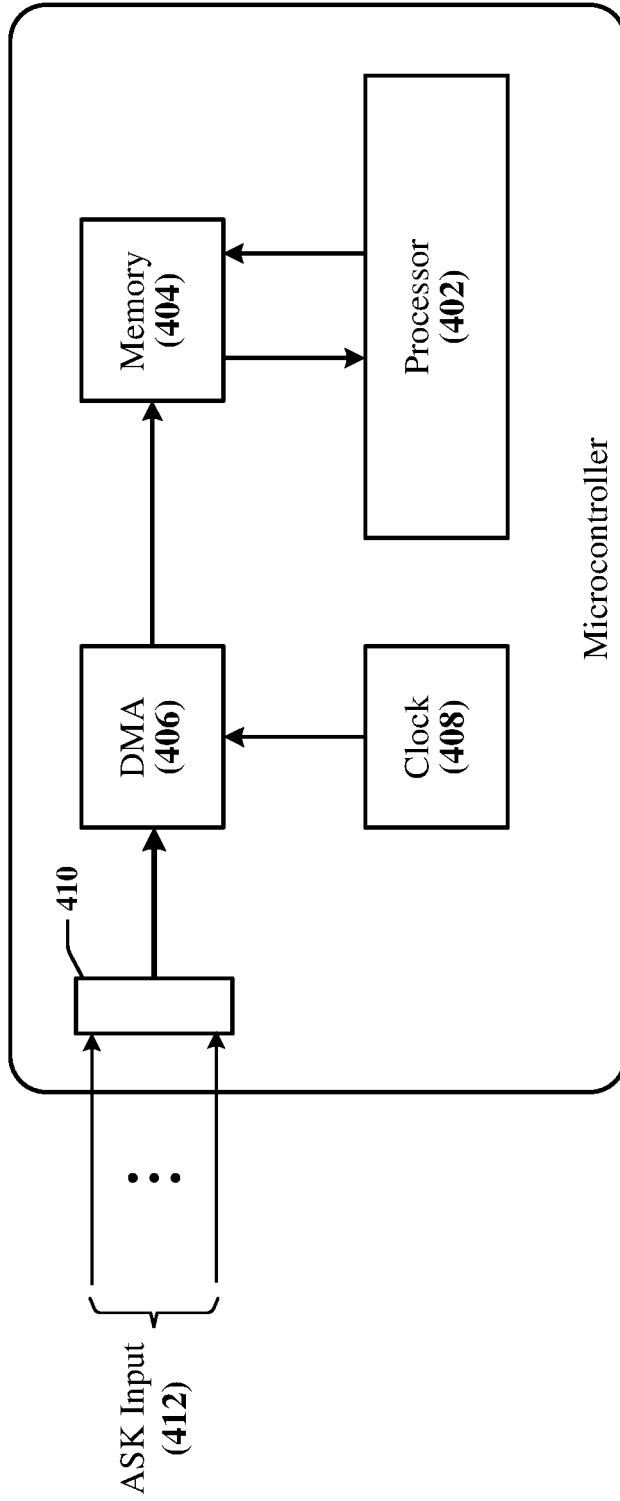 ASK Input
(412)
410
DMA
(406)
Memory
(404)
Clock
(408)
Processor
(402)
Microcontroller